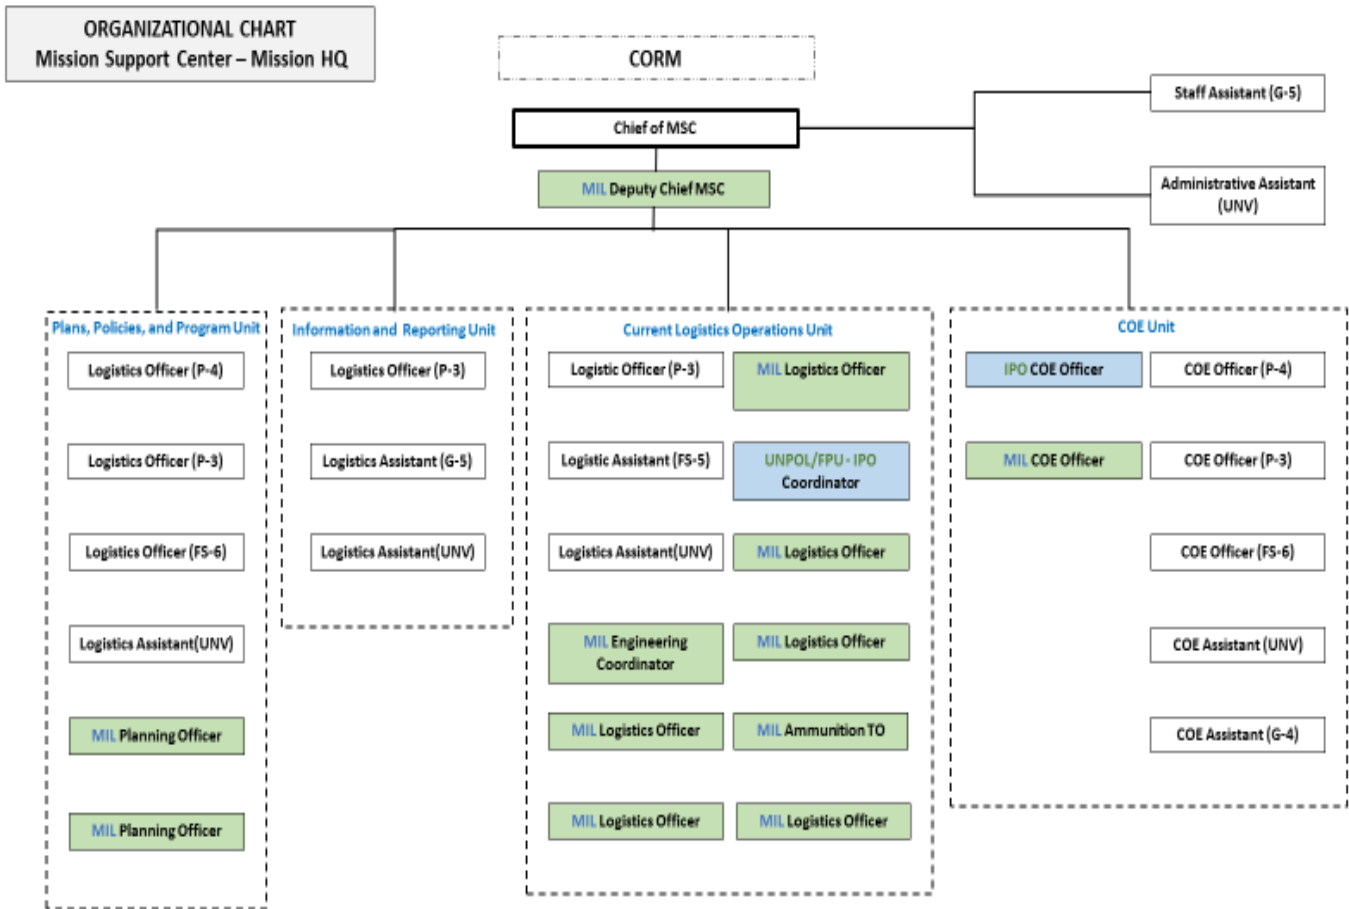 ORGANIZATIONAL CHART
Mission Support Center – Mission HQ
CORM
Chief of MSC
Staff Assistant (G-5)
MIL Deputy Chief MSC
Administrative Assistant
(UNV)
Plans, Policies, and Program Unit
Logistics Officer (P-4)
Logistics Officer (P-3)
Logistics Officer (FS-6)
Logistics Assistant(UNV)
MIL Planning Officer
MIL Planning Officer
Information and Reporting Unit
Logistics Officer (P-3)
Logistics Assistant (G-5)
Logistics Assistant(UNV)
Current Logistics Operations Unit
Logistic Officer (P-3)
MIL Logistics Officer
Logistic Assistant (FS-5)
UNPOL/FPU - IPO
Coordinator
Logistics Assistant(UNV)
MIL Logistics Officer
MIL Engineering
Coordinator
MIL Logistics Officer
MIL Logistics Officer
MIL Ammunition TO
MIL Logistics Officer
MIL Logistics Officer
COE Unit
IPO COE Officer
COE Officer (P-4)
MIL COE Officer
COE Officer (P-3)
COE Officer (FS-6)
COE Assistant (UNV)
COE Assistant (G-4)